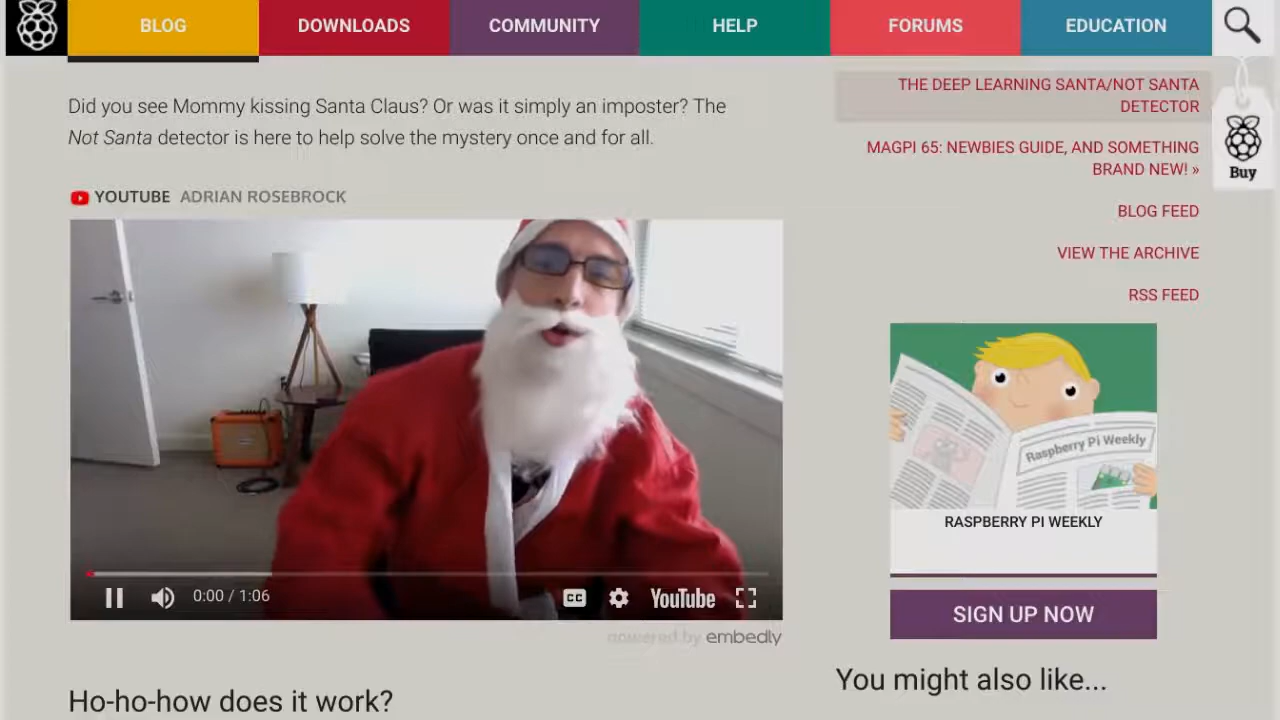 BLOG
DOWNLOADS
COMMUNITY
HELP
FORUMS
EDUCATION
Did you see Mommy kissing Santa Claus? Or was it simply an imposter? The
Not Santa detector is here to help solve the mystery once and for all.
YOUTUBE ADRIAN ROSEBROCK
0:00 / 1:06
CC
YouTube
powered by embedly
Ho-ho-how does it work?
THE DEEP LEARNING SANTA/NOT SANTA
DETECTOR
MAGPI 65: NEWBIES GUIDE, AND SOMETHING
BRAND NEW! »
BLOG FEED
VIEW THE ARCHIVE
RSS FEED
Buy
Raspberry Pi Weekly
RASPBERRY PI WEEKLY
SIGN UP NOW
You might also like...